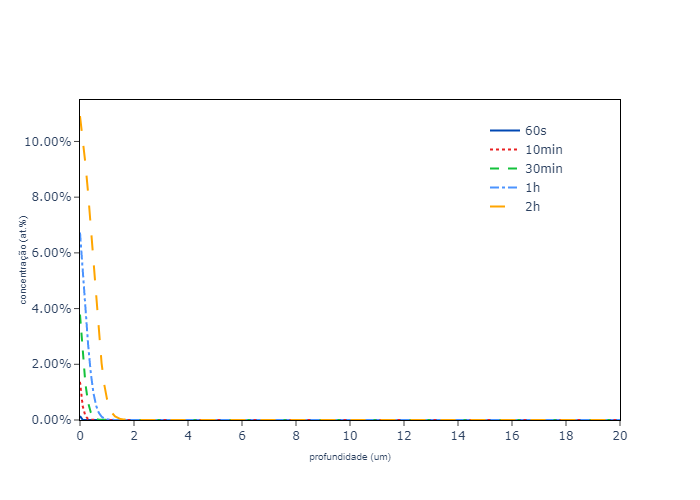 60s
10min
30min
1h
2h
10.00%
8.00%
6.00%
4.00%
2.00%
0.00%
concentração (at.%)
0 2 4 6 8 10 12 14 16 18 20
profundidade (um)